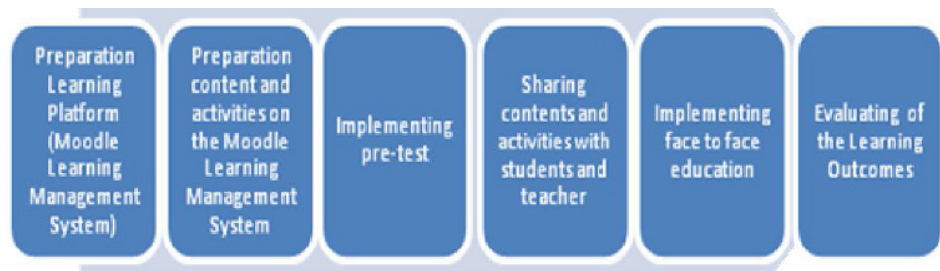 Preparation
Learning
Platform
(Moodle
Learning
Management
System)
Preparation
content and
activities on
the Moodle
Learning
Management
System
Implementing
pre-test
Sharing
contents and
activities with
students and
teacher
Implementing
face to face
education
Evaluating of
the Learning
Outcomes